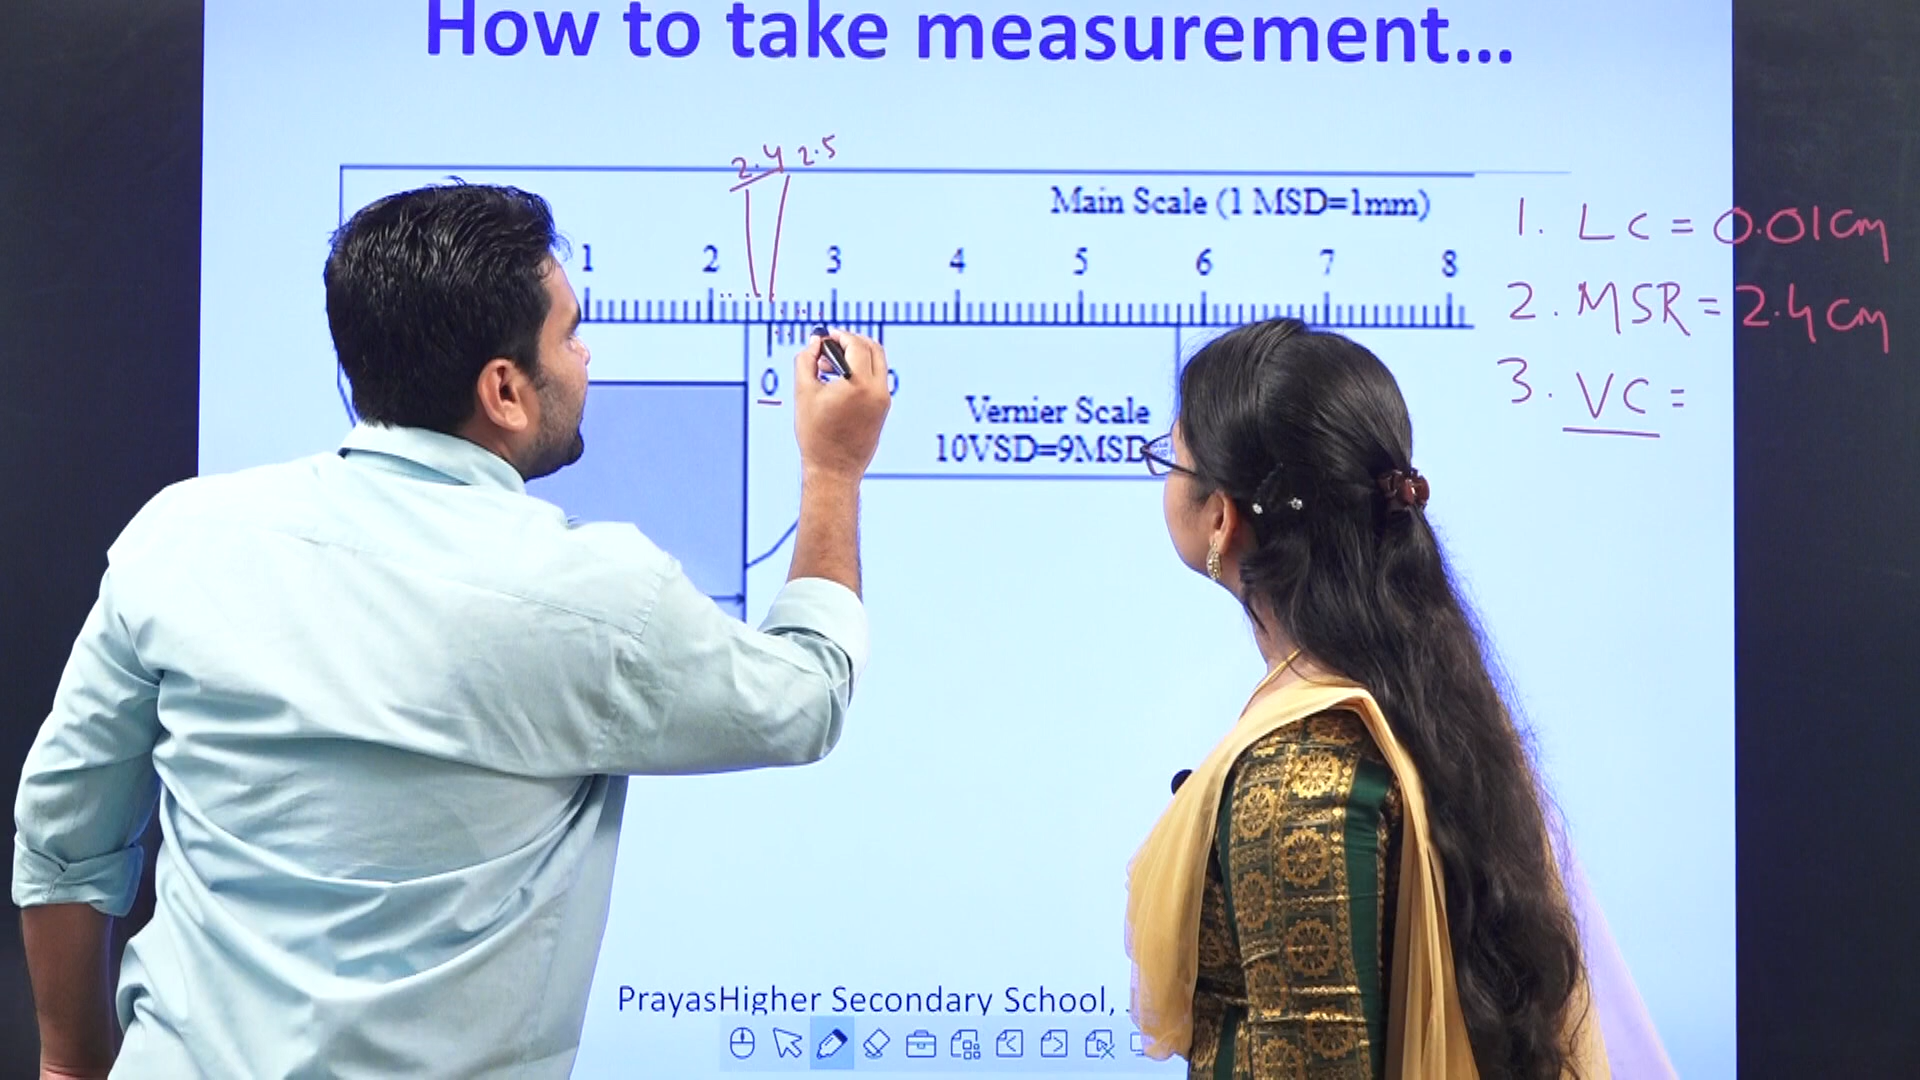 How to take measurement...
2.4 2.5
Main Scale (1 MSD=1mm)
1 2 3 4 5 6 7 8
0
Vernier Scale
10VSD=9MSD
1. LC = 0.01cm
2. MSR = 2.4cm
3. VC =
PrayasHigher Secondary School,